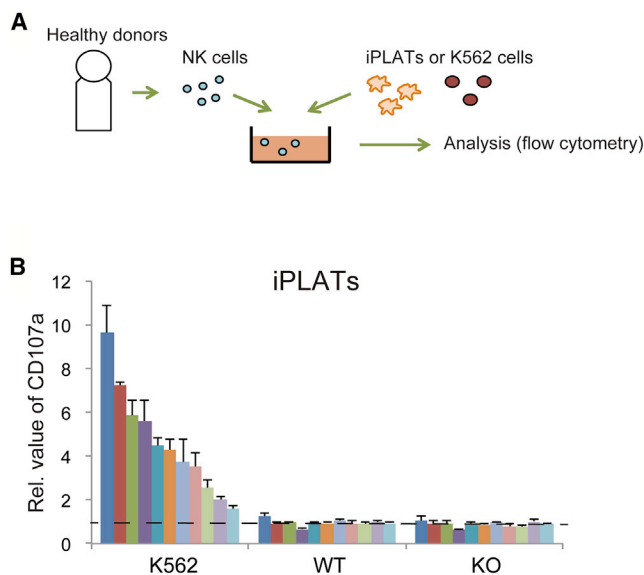 A
Healthy donors
NK cells
iPLATs or K562 cells
Analysis (flow cytometry)
B
iPLATs
Rel. value of CD107a
12
10
8
6
4
2
0
K562
WT
KO